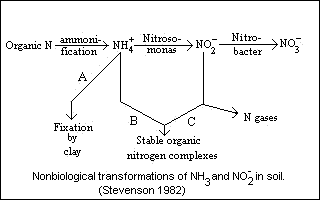 Organic N ammoni- fication NH4+ Nitroso- monas NO2- Nitro- bacter NO3-
A
B
C
N gases
Fixation
by
clay
Stable organic
nitrogen complexes
Nonbiological transformations of NH3 and NO2- in soil.
(Stevenson 1982)